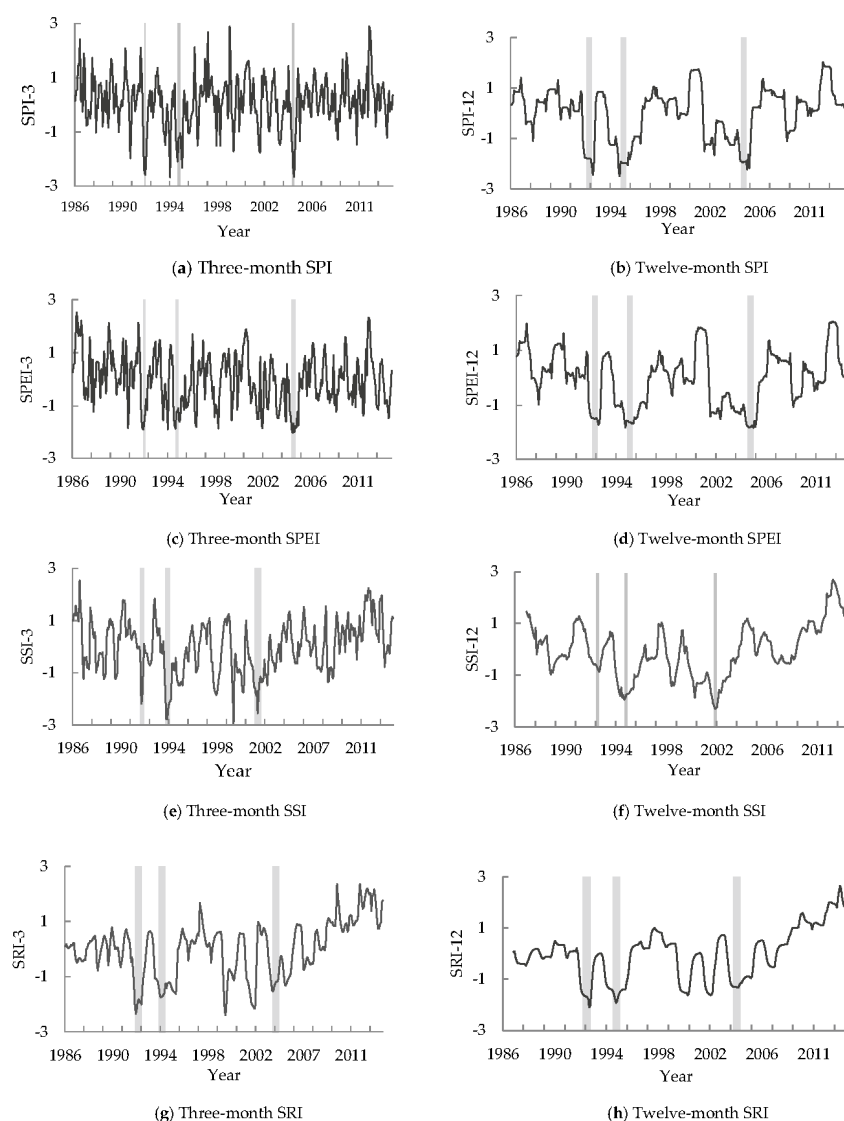 3
1
-1
-3
SPI-3
1986 1990 1994 1998 2002 2006 2011
Year
(a) Three-month SPI
3
1
-1
-3
SPI-12
1986 1990 1994 1998 2002 2006 2011
Year
(b) Twelve-month SPI
3
1
-1
-3
SPEI-3
1986 1990 1994 1998 2002 2006 2011
Year
(c) Three-month SPEI
3
1
-1
-3
SPEI-12
1986 1990 1994 1998 2002 2006 2011
Year
(d) Twelve-month SPEI
3
1
-1
-3
SSI-3
1986 1990 1994 1998 2002 2007 2011
Year
(e) Three-month SSI
3
1
-1
-3
SSI-12
1986 1990 1994 1998 2002 2006 2011
Year
(f) Twelve-month SSI
3
1
-1
-3
SRI-3
1986 1990 1994 1998 2002 2007 2011
Year
(g) Three-month SRI
3
1
-1
-3
SRI-12
1986 1990 1994 1998 2002 2006 2011
Year
(h) Twelve-month SRI